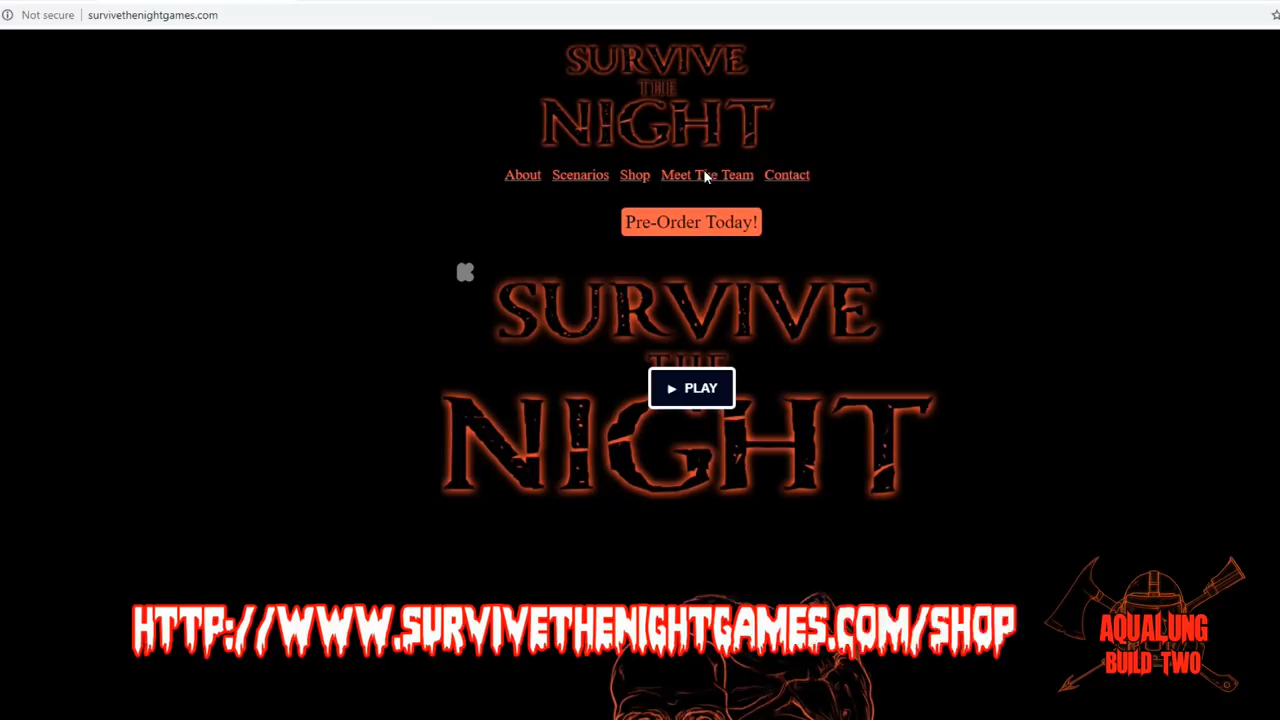 Not secure survivethenightgames.com
SURVIVE
THE
NIGHT
About Scenarios Shop Meet The Team Contact
Pre-Order Today!
SURVIVE
THE
NIGHT
PLAY
HTTP://WWW.SURVIVETHENIGHTGAMES.COM/SHOP
AQUALUNG
BUILD TWO